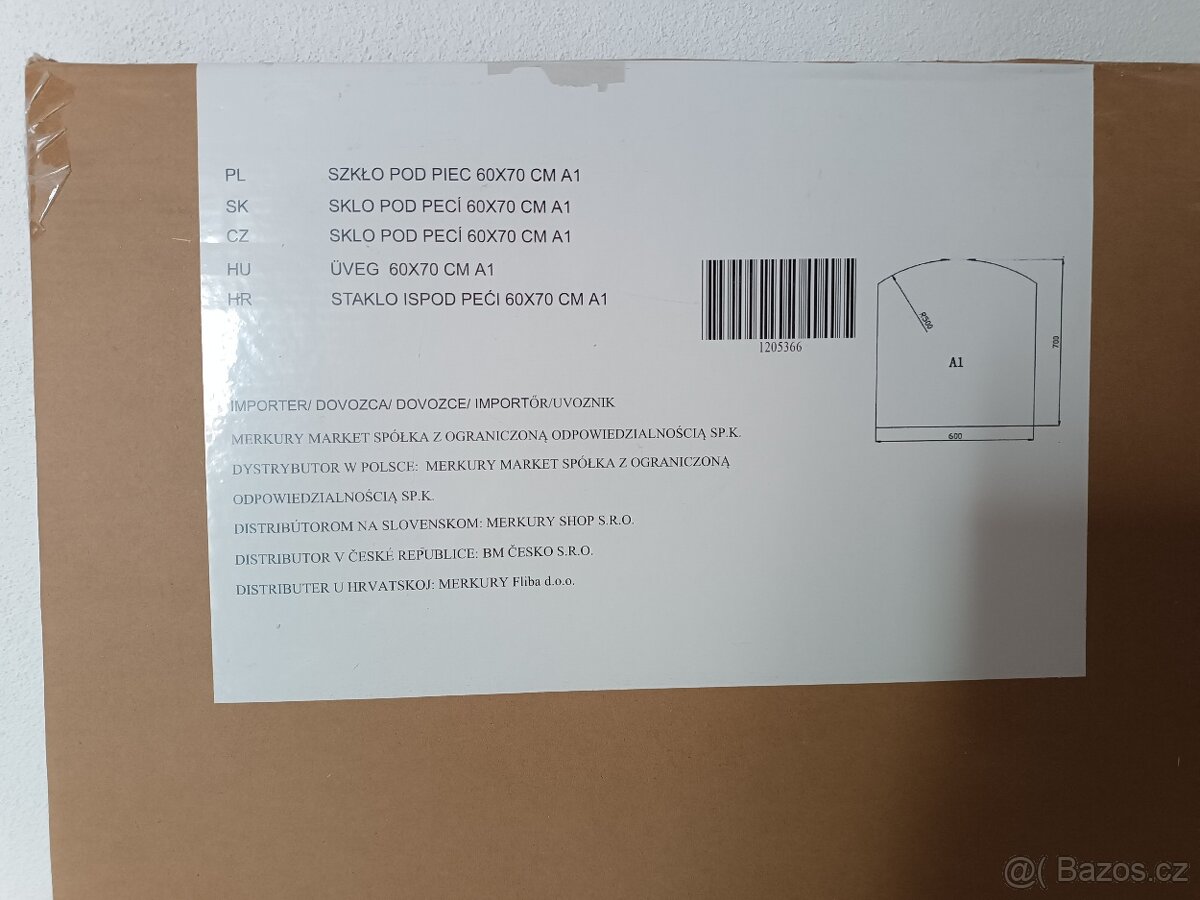 PL SZKŁO POD PIEC 60X70 CM A1
SK SKLO POD PECÍ 60X70 CM A1
CZ SKLO POD PECÍ 60X70 CM A1
HU ÜVEG 60X70 CM A1
HR STAKLO ISPOD PEĆI 60X70 CM A1
1205366
R500
A1
700
600
IMPORTER/ DOVOZCA/ DOVOZCE/ IMPORTŐR/UVOZNIK
MERKURY MARKET SPÓŁKA Z OGRANICZONĄ ODPOWIEDZIALNOŚCIĄ SP.K.
DYSTRYBUTOR W POLSCE: MERKURY MARKET SPÓŁKA Z OGRANICZONĄ
ODPOWIEDZIALNOŚCIĄ SP.K.
DISTRIBÚTOROM NA SLOVENSKOM: MERKURY SHOP S.R.O.
DISTRIBUTOR V ČESKÉ REPUBLICE: BM ČESKO S.R.O.
DISTRIBUTER U HRVATSKOJ: MERKURY Fliba d.o.o.
@( Bazos.cz